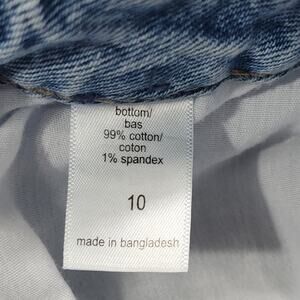 bottom/
bas
99% cotton/
coton
1% spandex
10
made in bangladesh